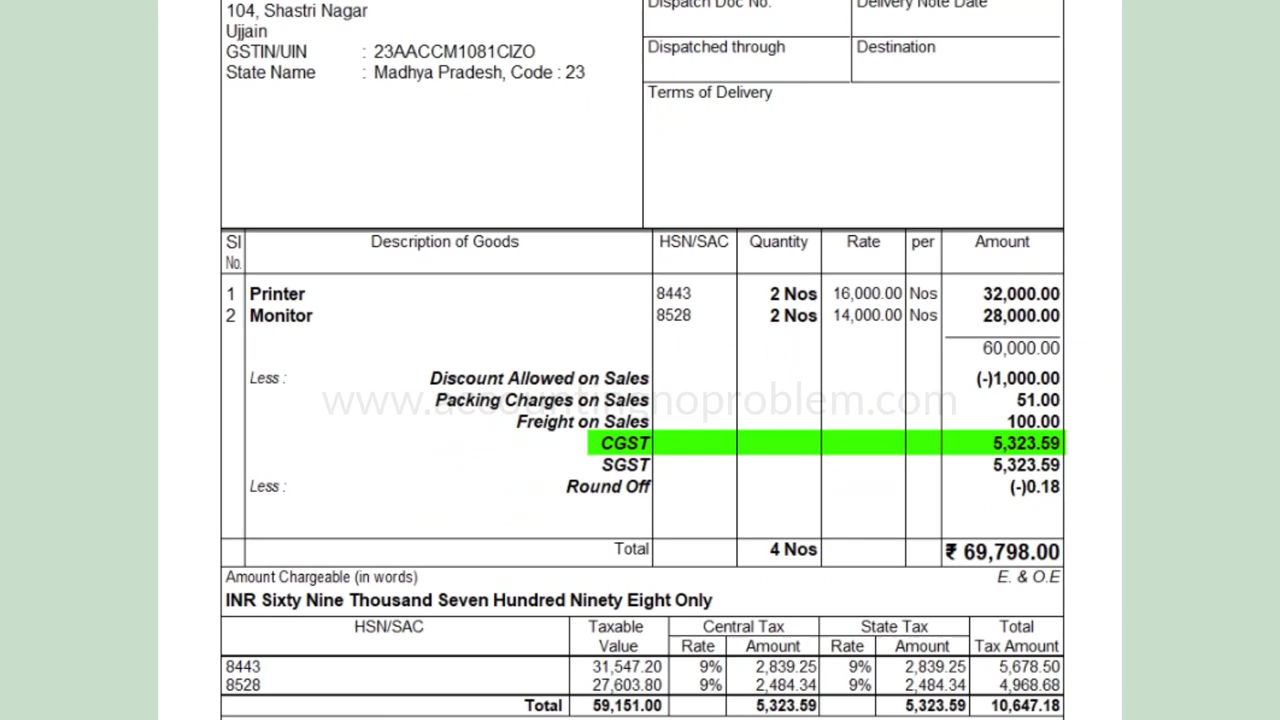 104, Shastri Nagar
Dispatch Doc No. Delivery Note Date
Ujjain
GSTIN/UIN : 23AACCM1081CIZO
Dispatched through Destination
State Name : Madhya Pradesh, Code : 23
Terms of Delivery
Sl No. Description of Goods HSN/SAC Quantity Rate per Amount
1 Printer 8443 2 Nos 16,000.00 Nos 32,000.00
2 Monitor 8528 2 Nos 14,000.00 Nos 28,000.00
60,000.00
Less : Discount Allowed on Sales (-)1,000.00
Packing Charges on Sales 51.00
www.accountingnoproblem.com
Freight on Sales 100.00
CGST 5,323.59
SGST 5,323.59
Less : Round Off (-)0.18
Total 4 Nos ₹ 69,798.00
Amount Chargeable (in words) E. & O.E
INR Sixty Nine Thousand Seven Hundred Ninety Eight Only
HSN/SAC Taxable Central Tax State Tax Total
Value Rate Amount Rate Amount Tax Amount
8443 31,547.20 9% 2,839.25 9% 2,839.25 5,678.50
8528 27,603.80 9% 2,484.34 9% 2,484.34 4,968.68
Total 59,151.00 5,323.59 5,323.59 10,647.18